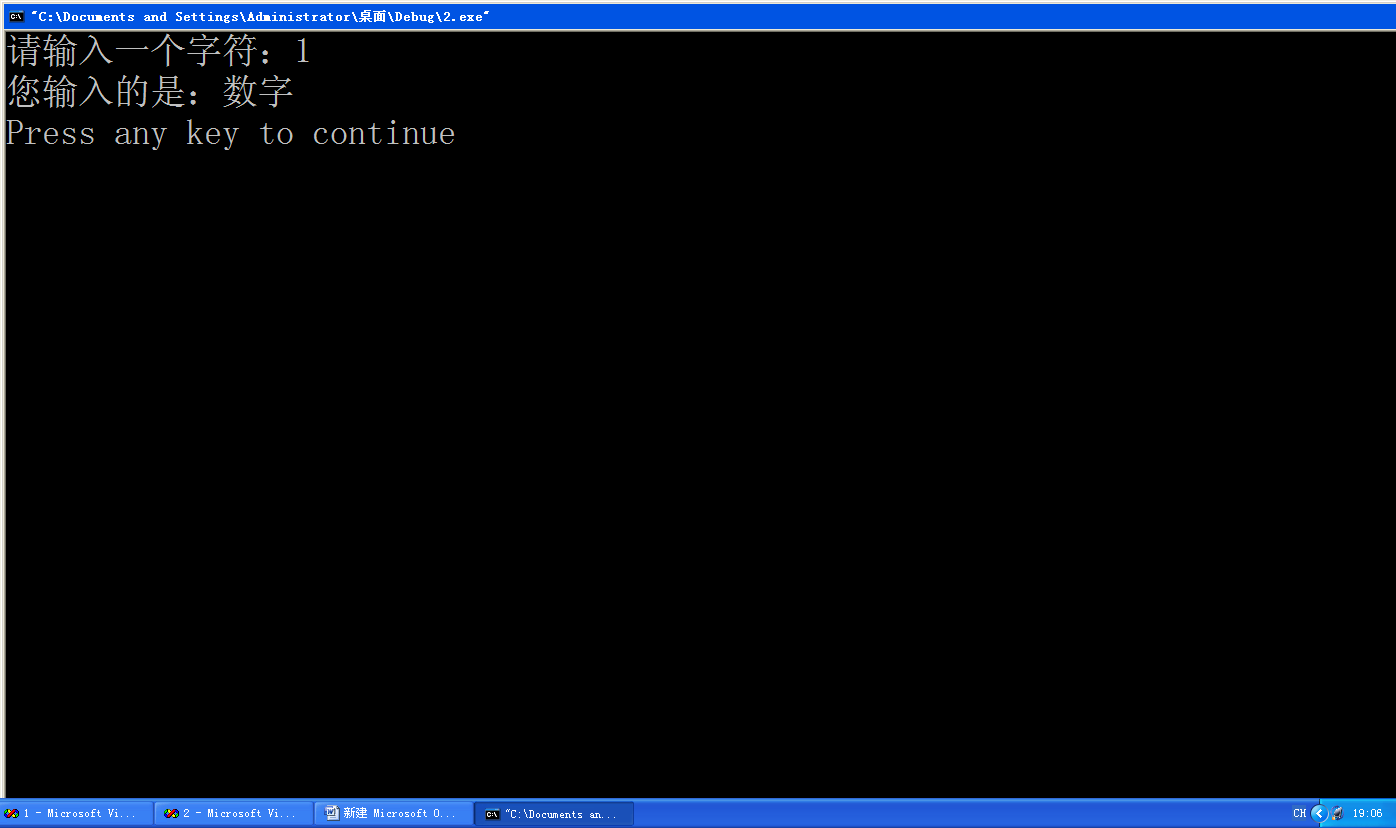 "C:\Documents and Settings\Administrator\桌面\Debug\2.exe"
请输入一个字符：1
您输入的是：数字
Press any key to continue
1 - Microsoft Vi...
2 - Microsoft Vi...
新建 Microsoft O...
"C:\Documents an...
CH
19:06